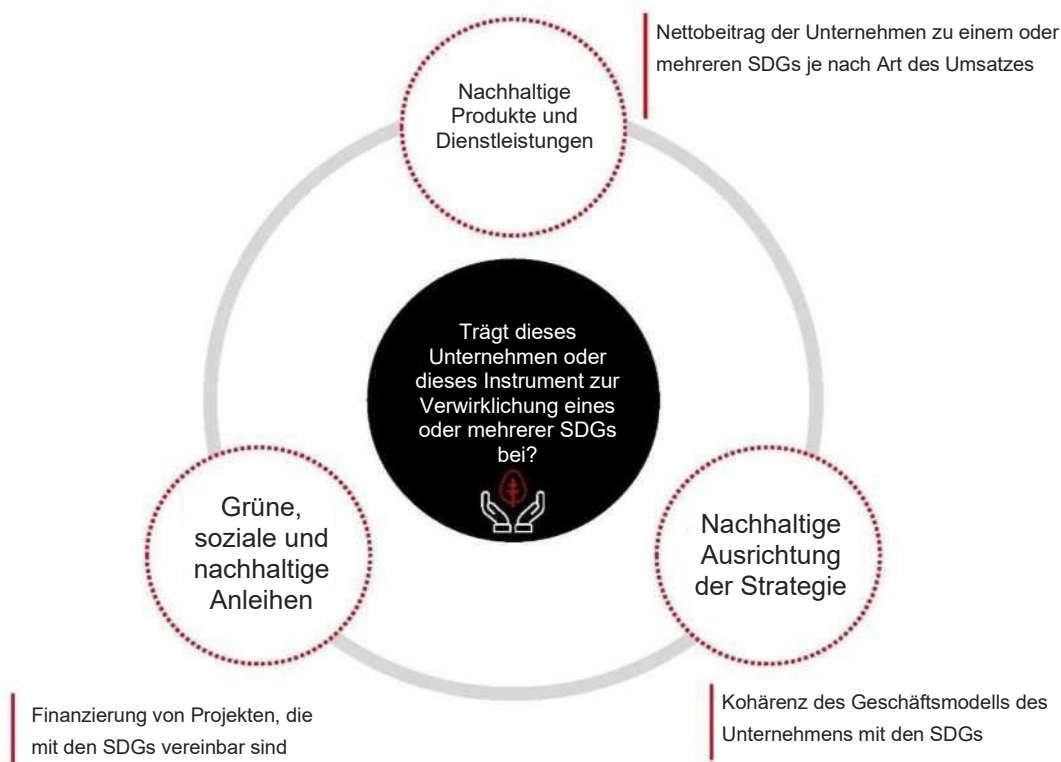 Nettobeitrag der Unternehmen zu einem oder
mehreren SDGs je nach Art des Umsatzes
Nachhaltige
Produkte und
Dienstleistungen
Trägt dieses
Unternehmen oder
dieses Instrument zur
Verwirklichung eines
oder mehrerer SDGs
bei?
Grüne,
soziale und
nachhaltige
Anleihen
Nachhaltige
Ausrichtung
der Strategie
Finanzierung von Projekten, die
mit den SDGs vereinbar sind
Kohärenz des Geschäftsmodells des
Unternehmens mit den SDGs